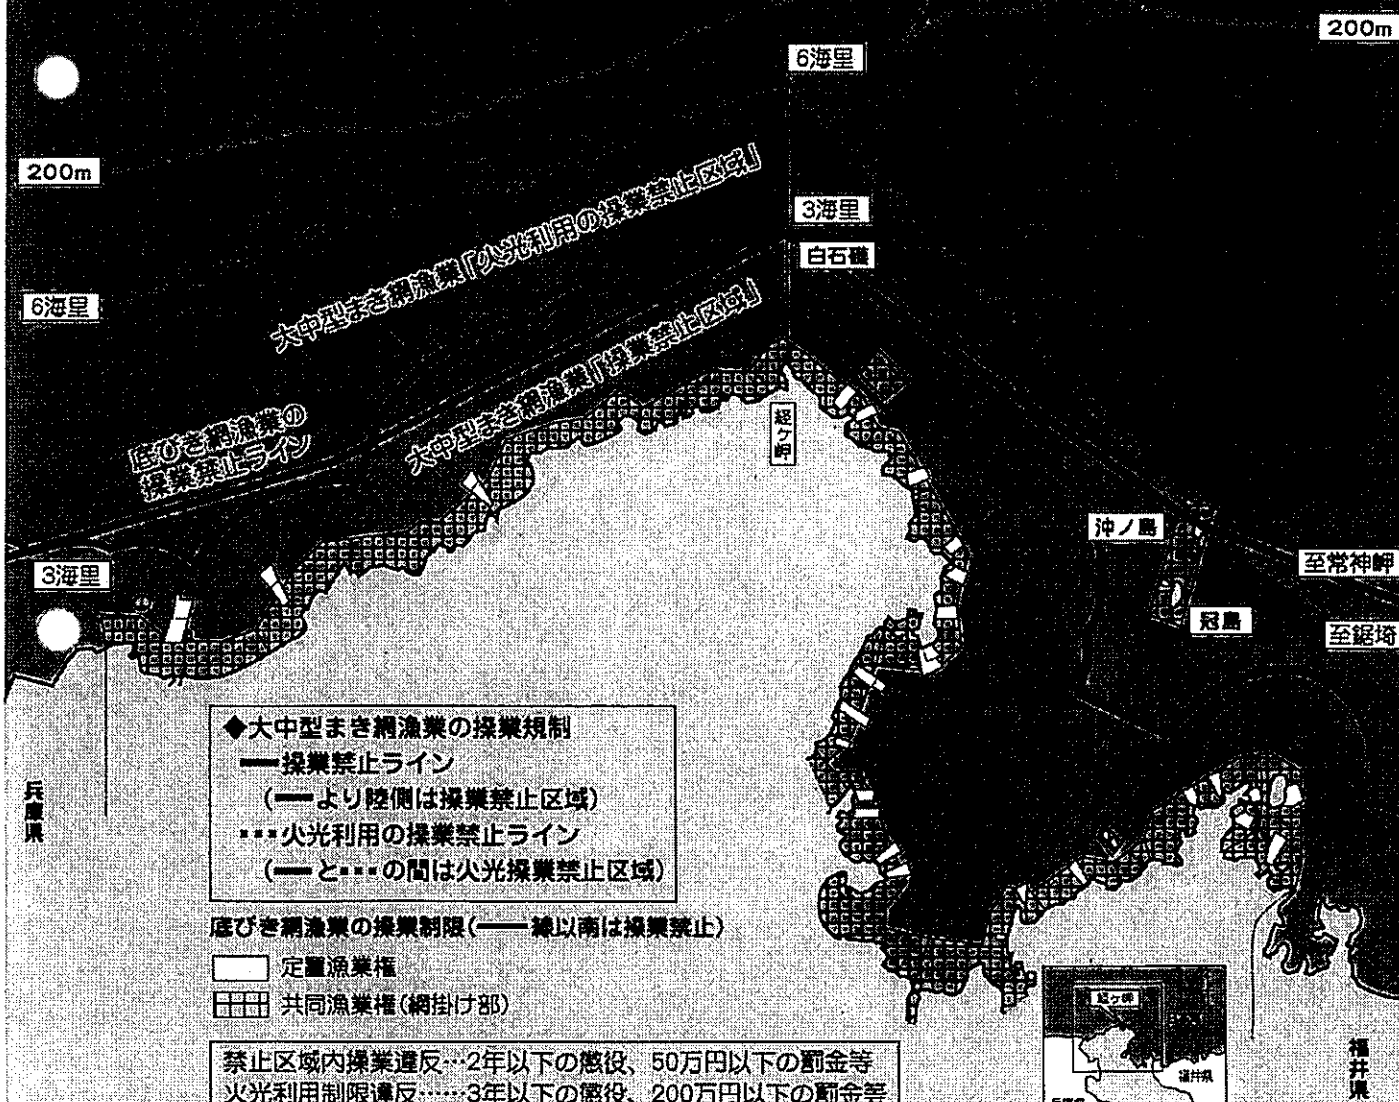 200m
6海里
200m
3海里
白石礁
6海里
大中型まき網漁業「火光利用の操業禁止区域」
大中型まき網漁業「操業禁止区域」
底びき網漁業の
操業禁止ライン
経ヶ岬
沖ノ島
至常神岬
3海里
冠島
至鋸埼
◆大中型まき網漁業の操業規制
━━操業禁止ライン
(━━より陸側は操業禁止区域)
▪▪▪火光利用の操業禁止ライン
(━━と▪▪▪の間は火光操業禁止区域)
兵庫県
底びき網漁業の操業制限(――線以南は操業禁止)
定置漁業権
共同漁業権(網掛け部)
経ヶ岬
福井県
福井県
禁止区域内操業違反…2年以下の懲役、50万円以下の罰金等
火光利用制限違反……3年以下の懲役、200万円以下の罰金等